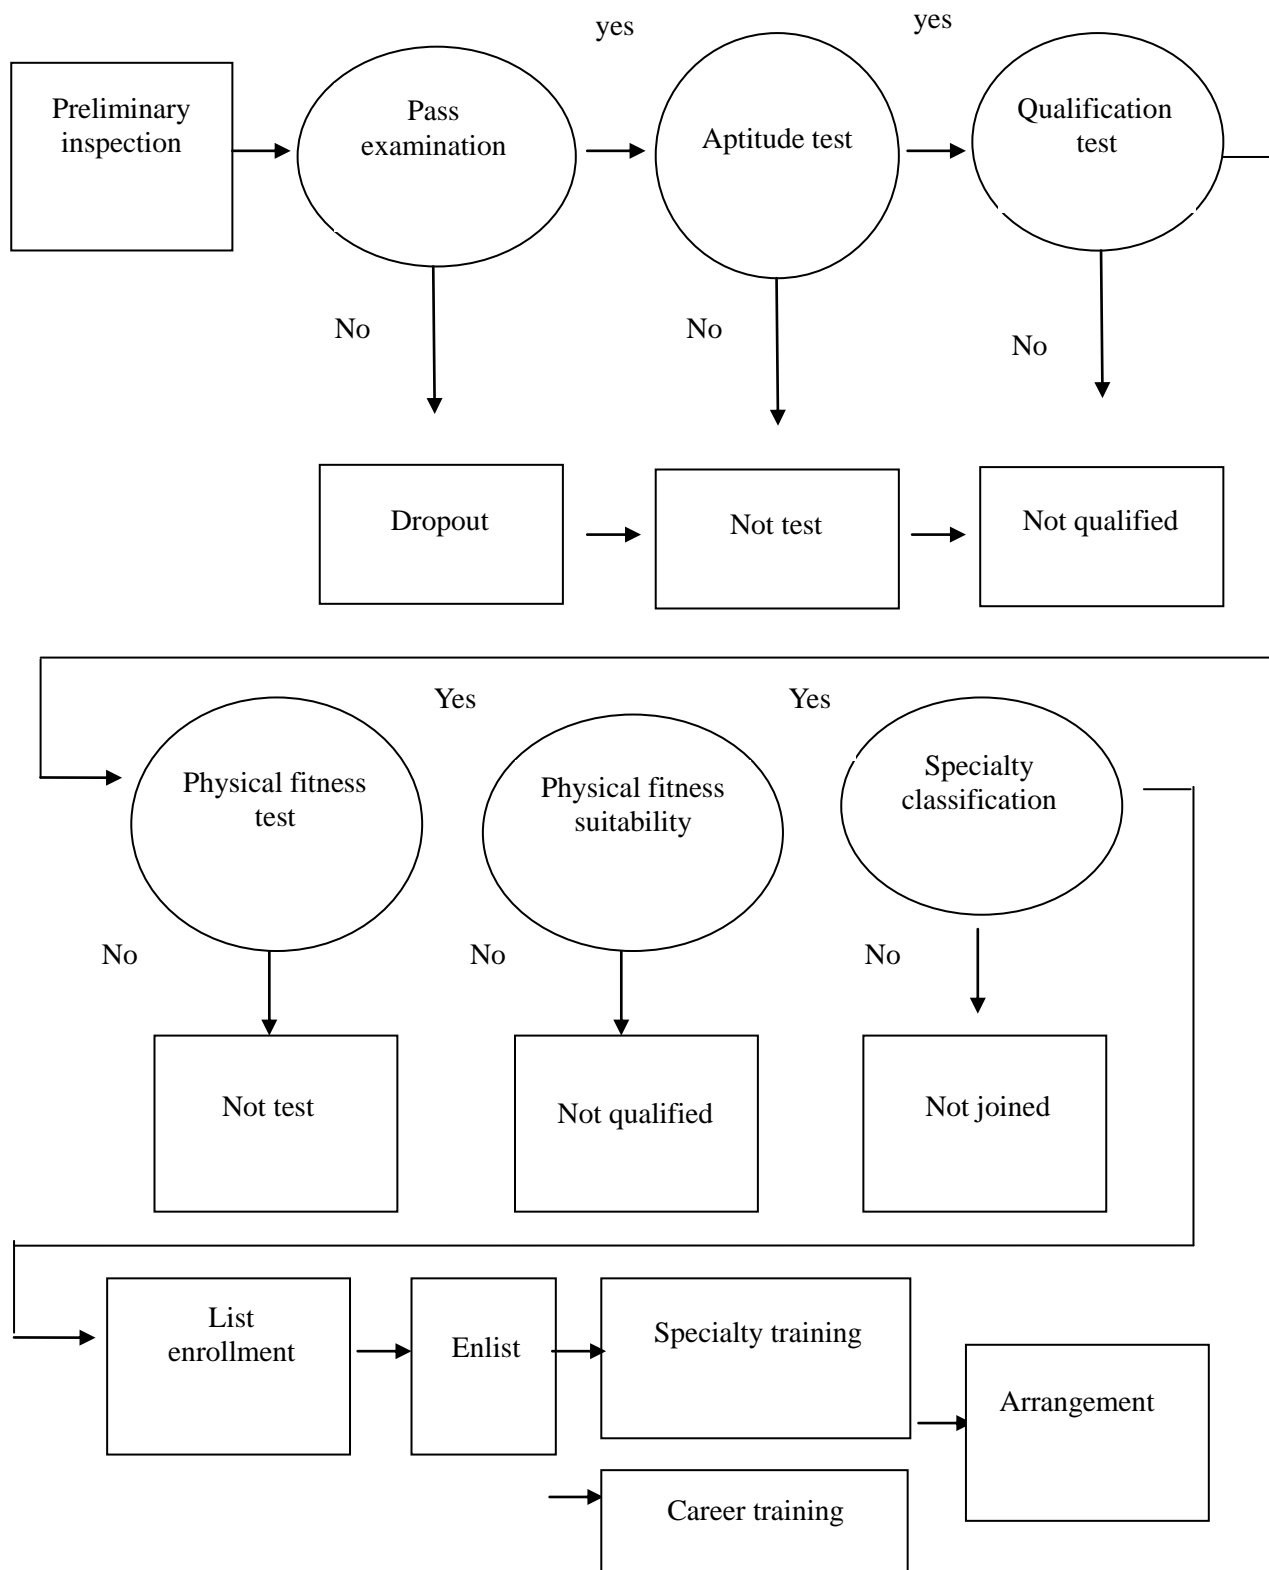 yes
yes
Preliminary
inspection
Pass
examination
Aptitude test
Qualification
test
No
No
No
Dropout
Not test
Not qualified
Yes
Yes
Physical fitness
test
Physical fitness
suitability
Specialty
classification
No
No
No
Not test
Not qualified
Not joined
List
enrollment
Enlist
Specialty training
Arrangement
Career training